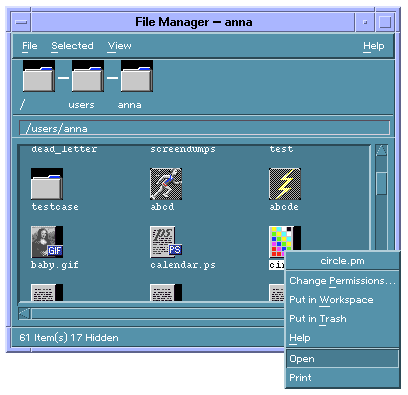 File Manager — anna
File Selected View Help
/ users anna
/users/anna
dead_letter screendumps test
testcase abcd abcde
GIF PS
baby.gif calendar.ps cir
circle.pm
Change Permissions...
Put in Workspace
Put in Trash
Help
Open
Print
61 Item(s) 17 Hidden